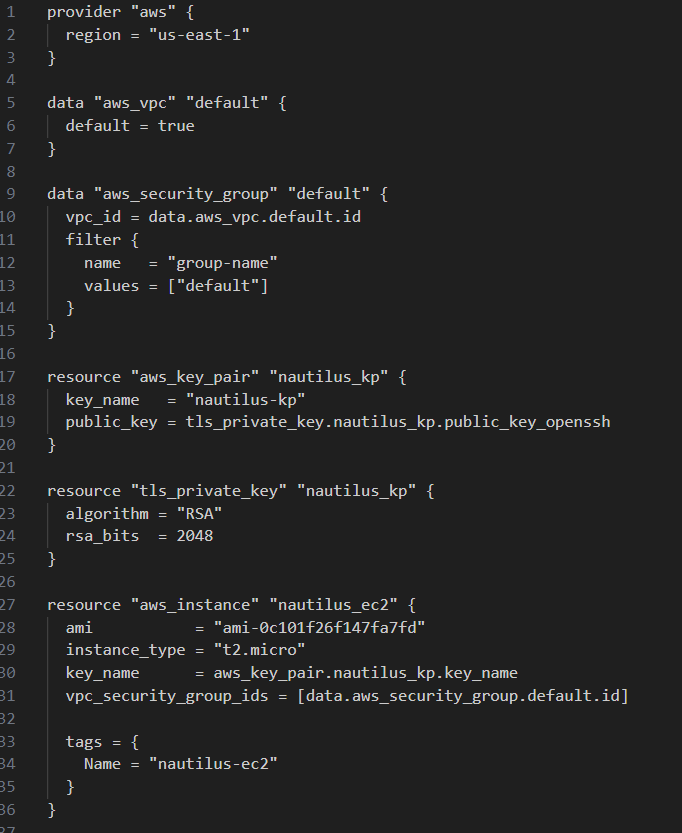 1 provider "aws" {
2   region = "us-east-1"
3 }
4
5 data "aws_vpc" "default" {
6   default = true
7 }
8
9 data "aws_security_group" "default" {
10   vpc_id = data.aws_vpc.default.id
11   filter {
12     name   = "group-name"
13     values = ["default"]
14   }
15 }
16
17 resource "aws_key_pair" "nautilus_kp" {
18   key_name   = "nautilus-kp"
19   public_key = tls_private_key.nautilus_kp.public_key_openssh
20 }
21
22 resource "tls_private_key" "nautilus_kp" {
23   algorithm = "RSA"
24   rsa_bits  = 2048
25 }
26
27 resource "aws_instance" "nautilus_ec2" {
28   ami           = "ami-0c101f26f147fa7fd"
29   instance_type = "t2.micro"
30   key_name      = aws_key_pair.nautilus_kp.key_name
31   vpc_security_group_ids = [data.aws_security_group.default.id]
32
33   tags = {
34     Name = "nautilus-ec2"
35   }
36 }
37